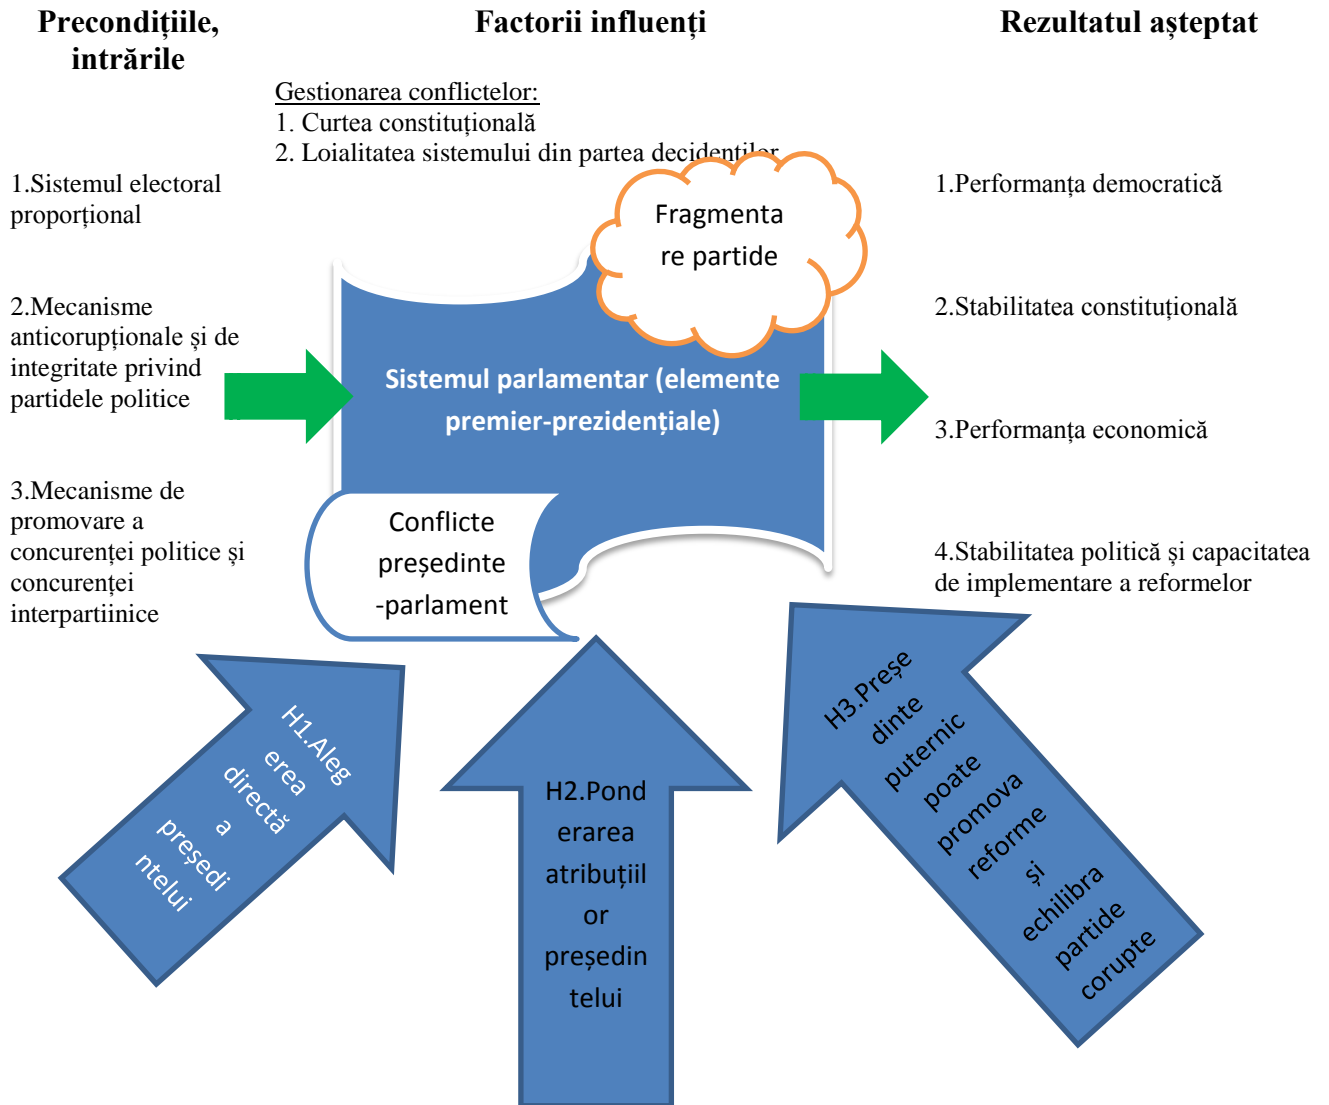 Precondițiile,
intrările
Factorii influenți
Rezultatul așteptat
Gestionarea conflictelor:
1. Curtea constituțională
2. Loialitatea sistemului din partea decidenților
1.Sistemul electoral
proporțional
2.Mecanisme
anticorupționale și de
integritate privind
partidele politice
3.Mecanisme de
promovare a
concurenței politice și
concurenței
interpartiinice
Fragmenta
re partide
Sistemul parlamentar (elemente
premier-prezidențiale)
Conflicte
președinte
-parlament
1.Performanța democratică
2.Stabilitatea constituțională
3.Performanța economică
4.Stabilitatea politică și capacitatea
de implementare a reformelor
H1.Aleg
erea
directă
a
președi
ntelui
H2.Pond
erarea
atribuțiil
or
președin
telui
H3.Preșe
dinte
puternic
poate
promova
reforme
și
echilibra
partide
corupte